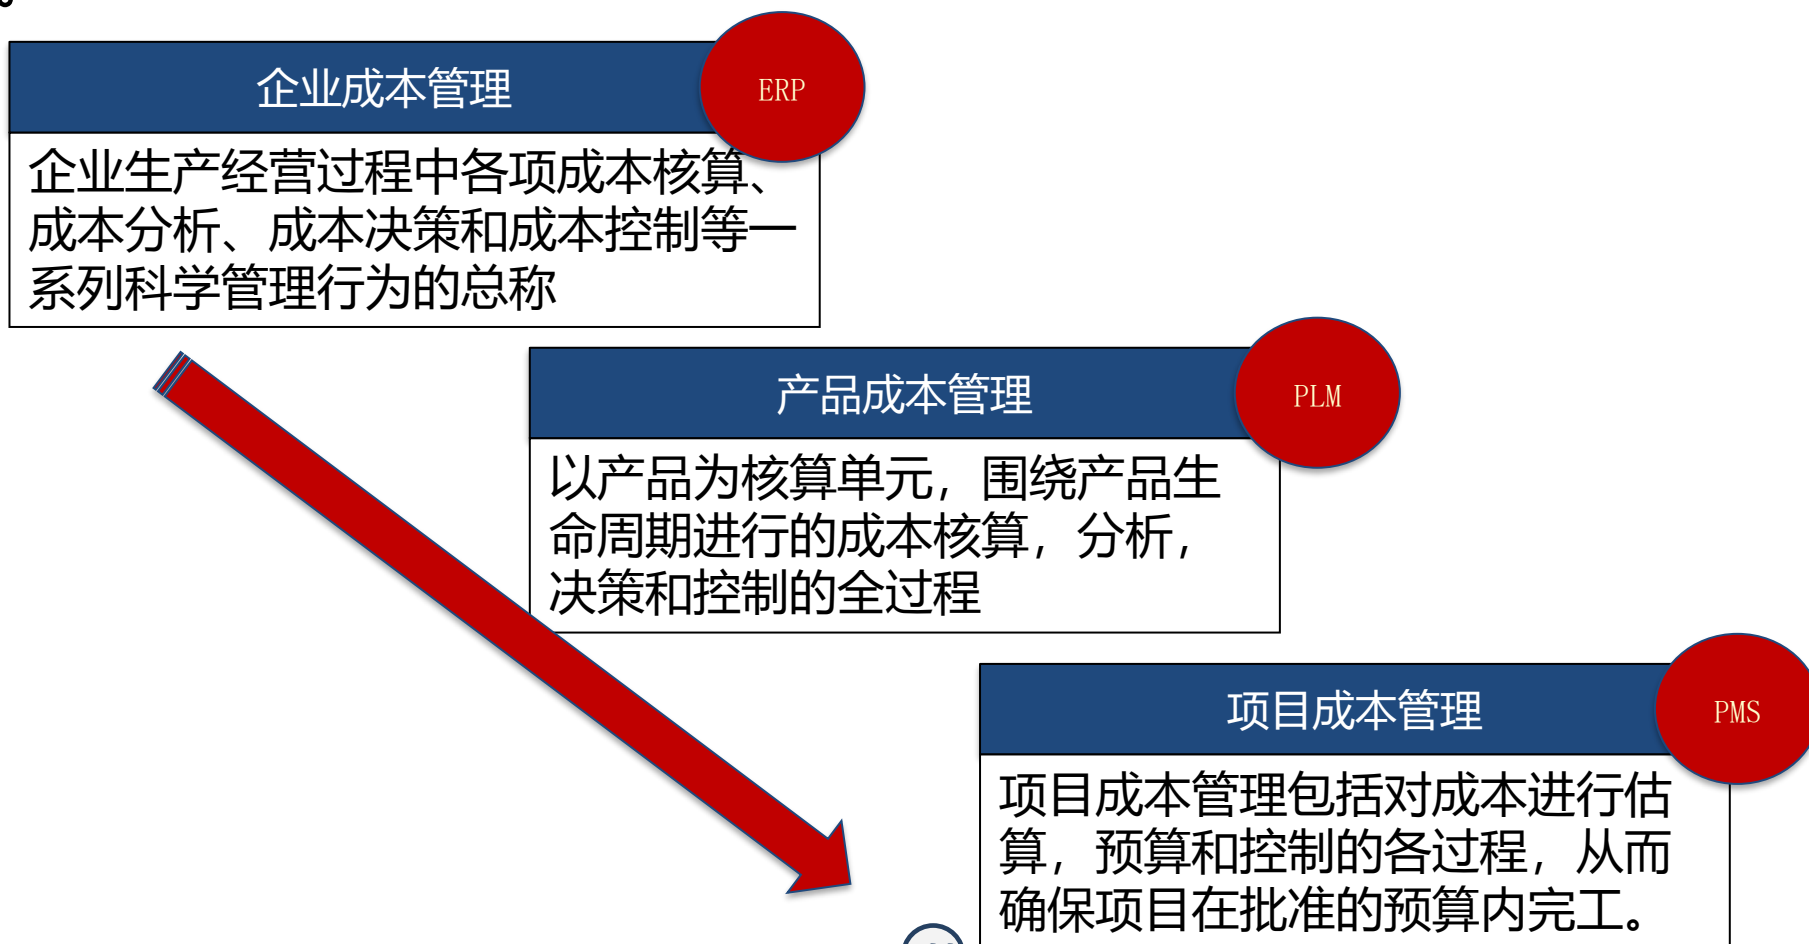 企业成本管理
ERP
企业生产经营过程中各项成本核算、
成本分析、成本决策和成本控制等一
系列科学管理行为的总称
产品成本管理
PLM
以产品为核算单元，围绕产品生
命周期进行的成本核算，分析，
决策和控制的全过程
项目成本管理
PMS
项目成本管理包括对成本进行估
算，预算和控制的各过程，从而
确保项目在批准的预算内完工。